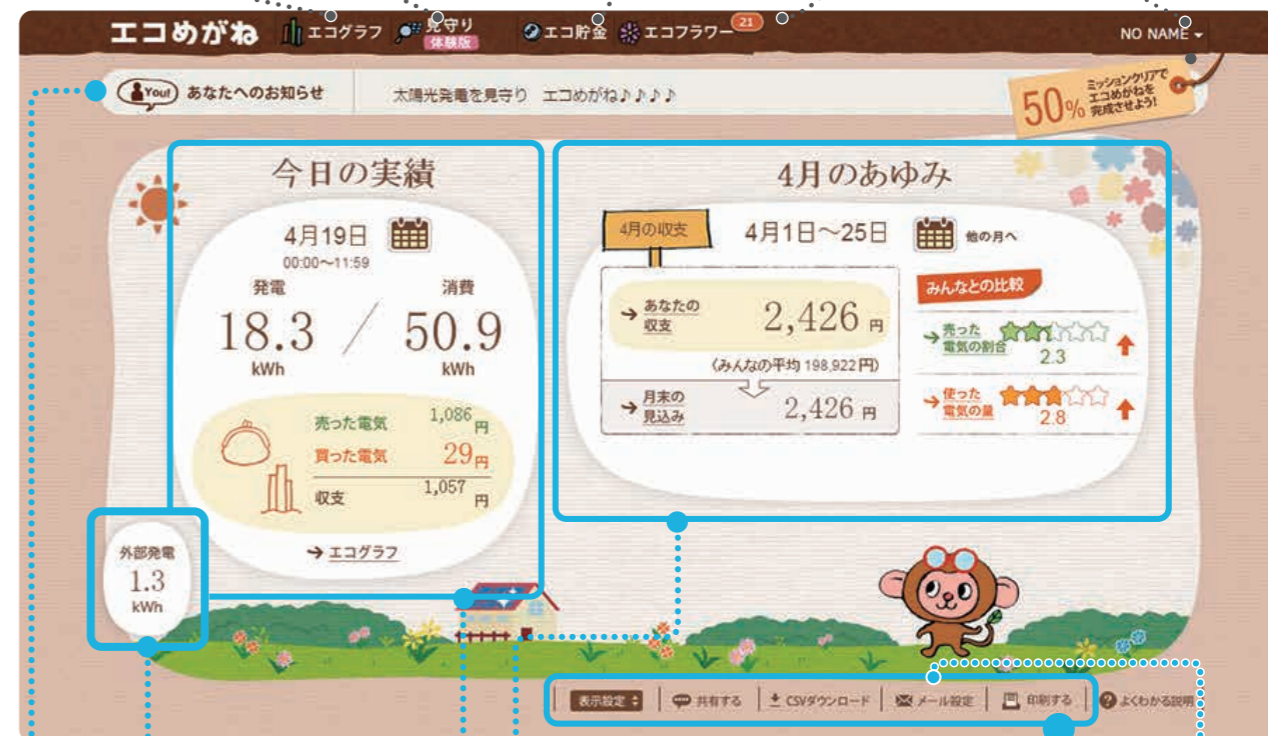 エコめがね エコグラフ 見守り 体験版 エコ貯金 エコフラワー 21 NO NAME
You! あなたへのお知らせ 太陽光発電を見守り エコめがね♪♪♪♪
50% ミッションクリアで
エコめがねを
完成させよう!
今日の実績
4月19日
00:00〜11:59
発電 消費
18.3 / 50.9
kWh kWh
売った電気 1,086円
買った電気 29円
収支 1,057円
→ エコグラフ
外部発電
1.3
kWh
4月のあゆみ
4月の収支 4月1日〜25日 他の月へ
→ あなたの
収支
2,426 円
(みんなの平均 198,922円)
→ 月末の
見込み
2,426 円
みんなとの比較
→ 売った
電気の割合
2.3
→ 使った
電気の量
2.8
表示設定 共有する CSVダウンロード メール設定 印刷する ? よくわかる説明